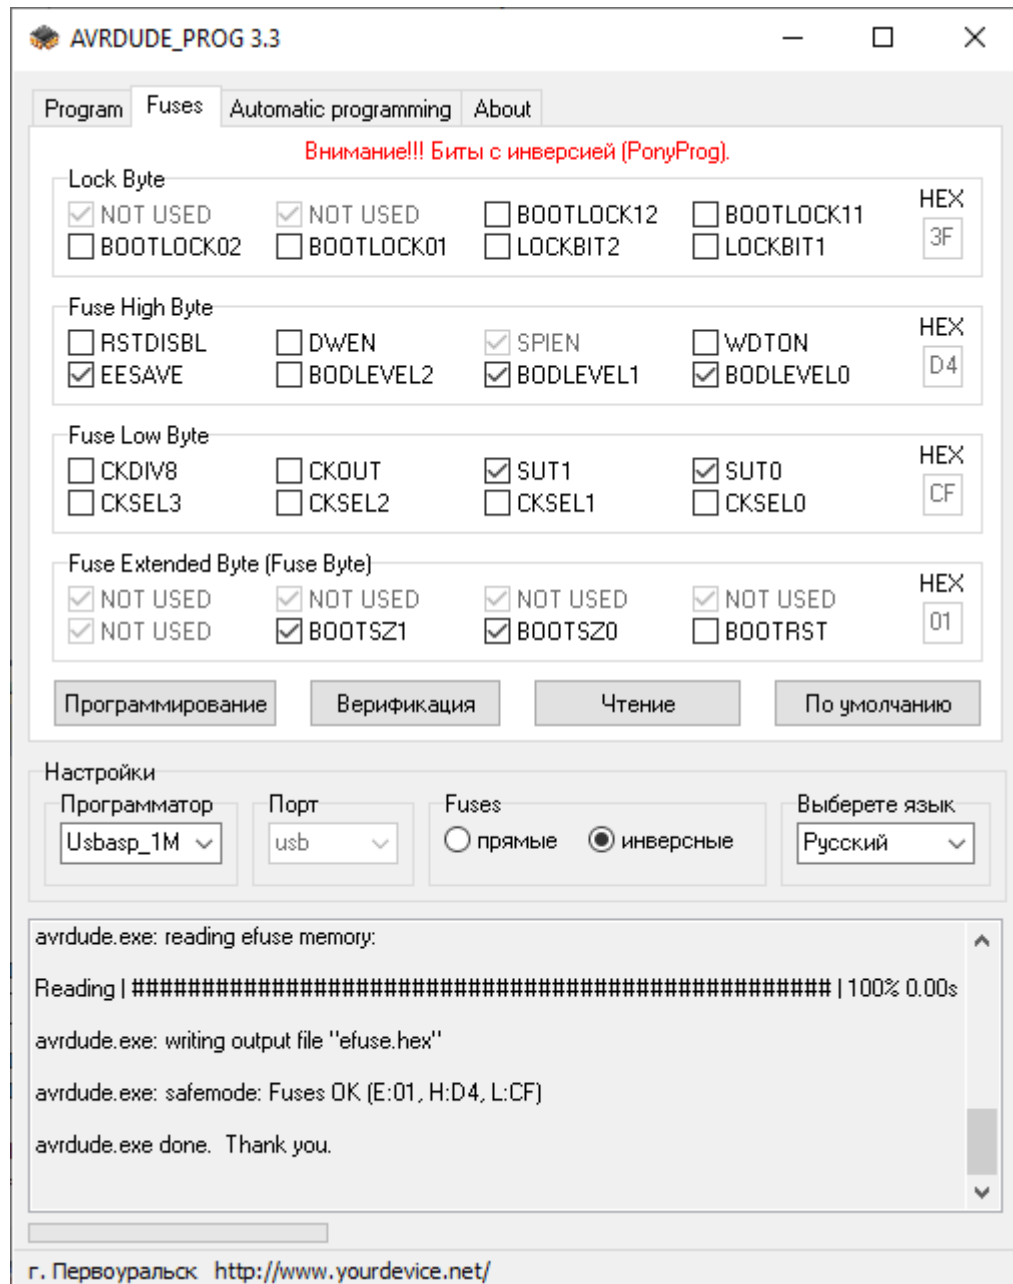 AVRDUDE_PROG 3.3
Program Fuses Automatic programming About
Внимание!!! Биты с инверсией (PonyProg).
Lock Byte
NOT USED NOT USED BOOTLOCK12 BOOTLOCK11 HEX
BOOTLOCK02 BOOTLOCK01 LOCKBIT2 LOCKBIT1 3F
Fuse High Byte
RSTDISBL DWEN SPIEN WDTON HEX
EESAVE BODLEVEL2 BODLEVEL1 BODLEVEL0 D4
Fuse Low Byte
CKDIV8 CKOUT SUT1 SUT0 HEX
CKSEL3 CKSEL2 CKSEL1 CKSEL0 CF
Fuse Extended Byte (Fuse Byte)
NOT USED NOT USED NOT USED NOT USED HEX
NOT USED BOOTSZ1 BOOTSZ0 BOOTRST 01
Программирование Верификация Чтение По умолчанию
Настройки
Программатор Порт Fuses Выберете язык
Usbasp_1M usb прямые инверсные Русский
avrdude.exe: reading efuse memory:
Reading | ################################################## | 100% 0.00s
avrdude.exe: writing output file "efuse.hex"
avrdude.exe: safemode: Fuses OK (E:01, H:D4, L:CF)
avrdude.exe done. Thank you.
г. Первоуральск http://www.yourdevice.net/